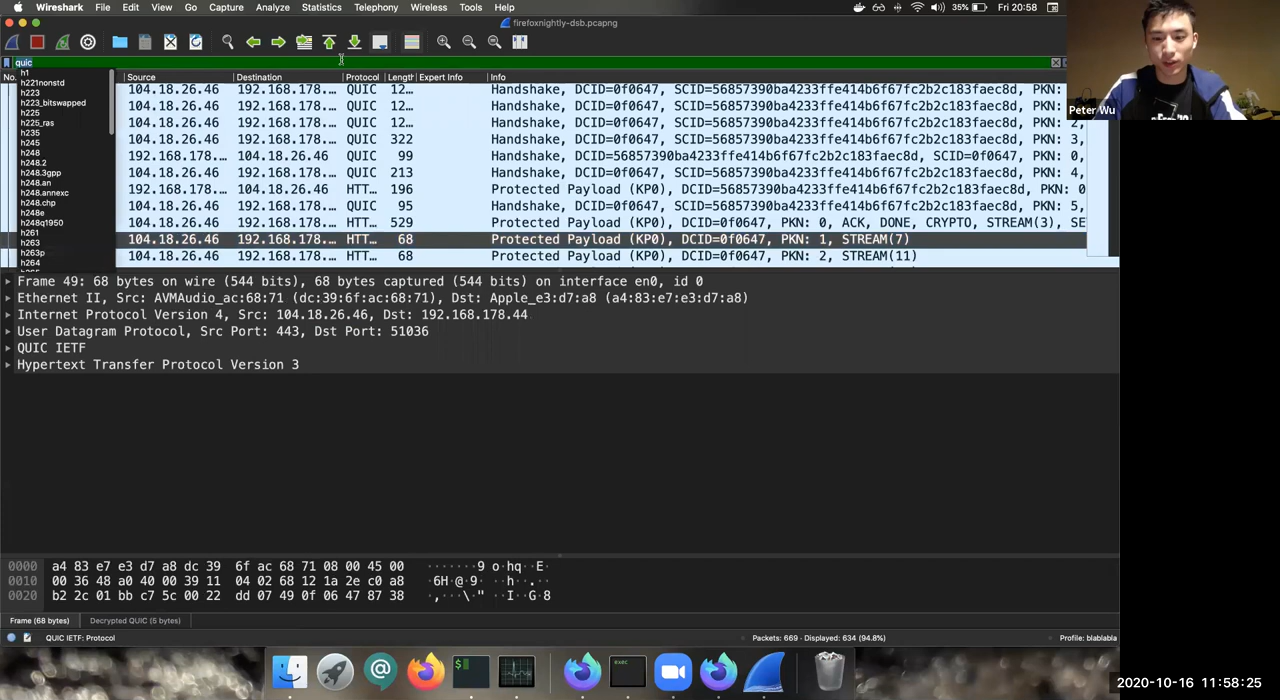 Wireshark File Edit View Go Capture Analyze Statistics Telephony Wireless Tools Help 35% Fri 20:58
firefoxnightly-dsb.pcapng
quic
No. Source Destination Protocol Lengtl Expert Info Info
h1
h221nonstd
h223
h223_bitswapped
h225
h225_ras
h235
h245
h248
h248.2
h248.3gpp
h248.an
h248.annexc
h248.chp
h248e
h248q1950
h261
h263
h263p
h264
104.18.26.46 192.168.178.… QUIC 12… Handshake, DCID=0f0647, SCID=56857390ba4233ffe414b6f67fc2b2c183faec8d, PKN:
104.18.26.46 192.168.178.… QUIC 12… Handshake, DCID=0f0647, SCID=56857390ba4233ffe414b6f67fc2b2c183faec8d, PKN:
104.18.26.46 192.168.178.… QUIC 12… Handshake, DCID=0f0647, SCID=56857390ba4233ffe414b6f67fc2b2c183faec8d, PKN: 2,
104.18.26.46 192.168.178.… QUIC 322 Handshake, DCID=0f0647, SCID=56857390ba4233ffe414b6f67fc2b2c183faec8d, PKN: 3,
192.168.178.… 104.18.26.46 QUIC 99 Handshake, DCID=56857390ba4233ffe414b6f67fc2b2c183faec8d, SCID=0f0647, PKN: 0,
104.18.26.46 192.168.178.… QUIC 213 Handshake, DCID=0f0647, SCID=56857390ba4233ffe414b6f67fc2b2c183faec8d, PKN: 4,
192.168.178.… 104.18.26.46 HTT… 196 Protected Payload (KP0), DCID=56857390ba4233ffe414b6f67fc2b2c183faec8d, PKN: 0
104.18.26.46 192.168.178.… QUIC 95 Handshake, DCID=0f0647, SCID=56857390ba4233ffe414b6f67fc2b2c183faec8d, PKN: 5,
104.18.26.46 192.168.178.… HTT… 529 Protected Payload (KP0), DCID=0f0647, PKN: 0, ACK, DONE, CRYPTO, STREAM(3), SE
104.18.26.46 192.168.178.… HTT… 68 Protected Payload (KP0), DCID=0f0647, PKN: 1, STREAM(7)
104.18.26.46 192.168.178.… HTT… 68 Protected Payload (KP0), DCID=0f0647, PKN: 2, STREAM(11)
Peter Wu
Frame 49: 68 bytes on wire (544 bits), 68 bytes captured (544 bits) on interface en0, id 0
Ethernet II, Src: AVMAudio_ac:68:71 (dc:39:6f:ac:68:71), Dst: Apple_e3:d7:a8 (a4:83:e7:e3:d7:a8)
Internet Protocol Version 4, Src: 104.18.26.46, Dst: 192.168.178.44
User Datagram Protocol, Src Port: 443, Dst Port: 51036
QUIC IETF
Hypertext Transfer Protocol Version 3
0000 a4 83 e7 e3 d7 a8 dc 39 6f ac 68 71 08 00 45 00 ·······9 o·hq··E·
0010 00 36 48 a0 40 00 39 11 04 02 68 12 1a 2e c0 a8 ·6H·@·9· ··h··.··
0020 b2 2c 01 bb c7 5c 00 22 dd 07 49 0f 06 47 87 38 ·,···\·" ··I··G·8
Frame (68 bytes) Decrypted QUIC (5 bytes)
QUIC IETF: Protocol Packets: 669 · Displayed: 634 (94.8%) Profile: blablabla
exec
2020-10-16 11:58:25